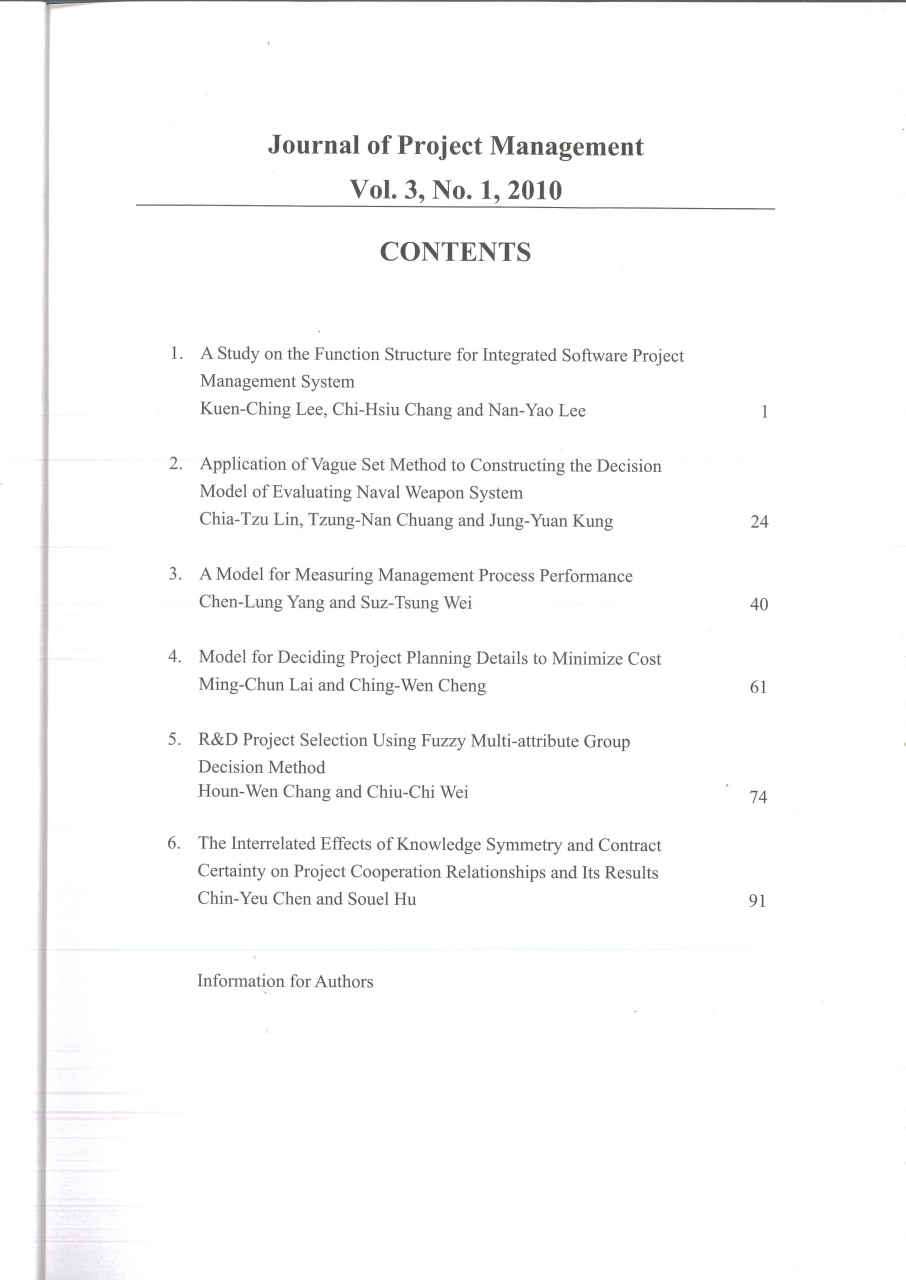 Journal of Project Management
Vol. 3, No. 1, 2010
CONTENTS
1. A Study on the Function Structure for Integrated Software Project
Management System
Kuen-Ching Lee, Chi-Hsiu Chang and Nan-Yao Lee 1
2. Application of Vague Set Method to Constructing the Decision
Model of Evaluating Naval Weapon System
Chia-Tzu Lin, Tzung-Nan Chuang and Jung-Yuan Kung 24
3. A Model for Measuring Management Process Performance
Chen-Lung Yang and Suz-Tsung Wei 40
4. Model for Deciding Project Planning Details to Minimize Cost
Ming-Chun Lai and Ching-Wen Cheng 61
5. R&D Project Selection Using Fuzzy Multi-attribute Group
Decision Method
Houn-Wen Chang and Chiu-Chi Wei 74
6. The Interrelated Effects of Knowledge Symmetry and Contract
Certainty on Project Cooperation Relationships and Its Results
Chin-Yeu Chen and Souel Hu 91
Information for Authors